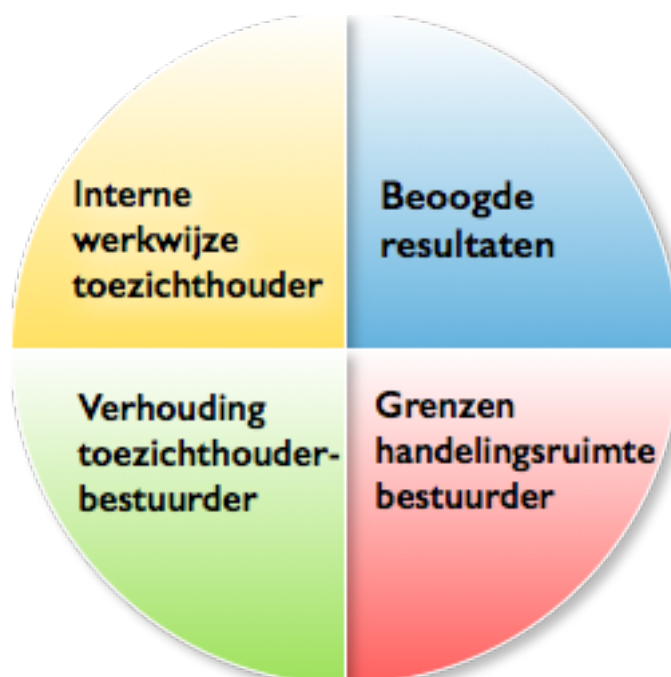 Interne
werkwijze
toezichthouder
Beoogde
resultaten
Verhouding
toezichthouder-
bestuurder
Grenzen
handelingsruimte
bestuurder